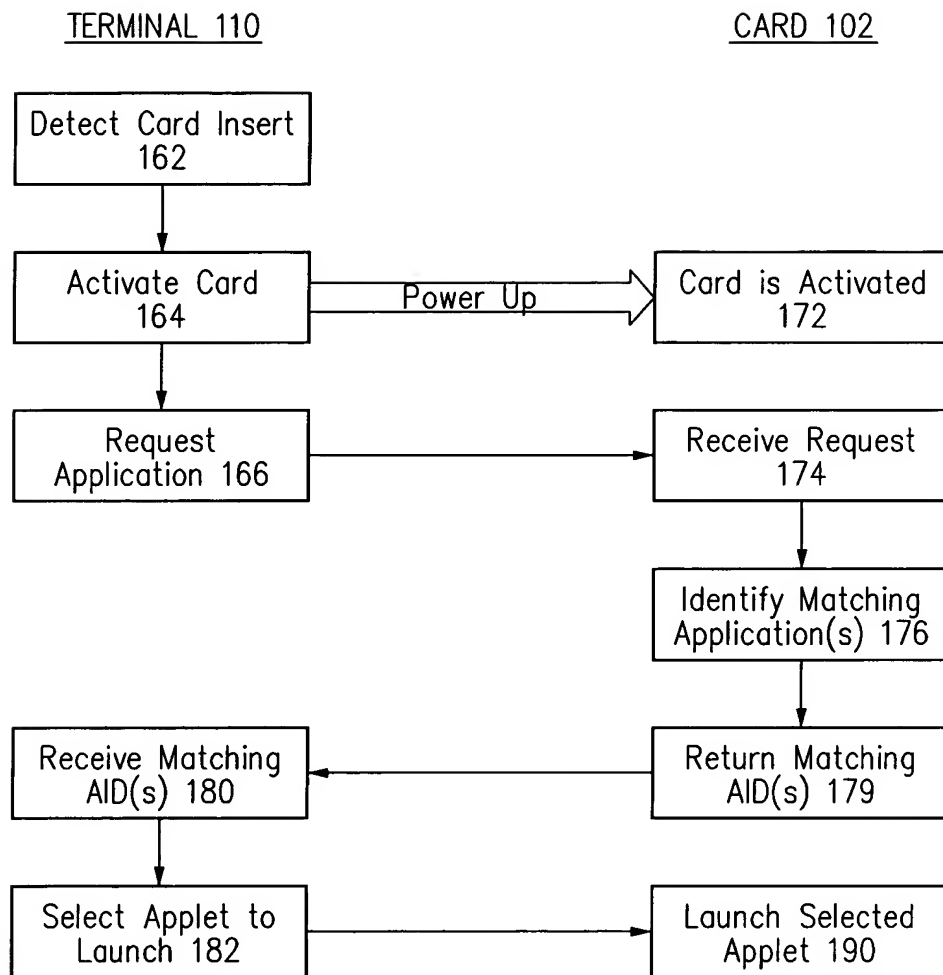 TERMINAL 110
CARD 102
Detect Card Insert
162
Activate Card
164
Power Up
Card is Activated
172
Request
Application 166
Receive Request
174
Identify Matching
Application(s) 176
Receive Matching
AID(s) 180
Return Matching
AID(s) 179
Select Applet to
Launch 182
Launch Selected
Applet 190